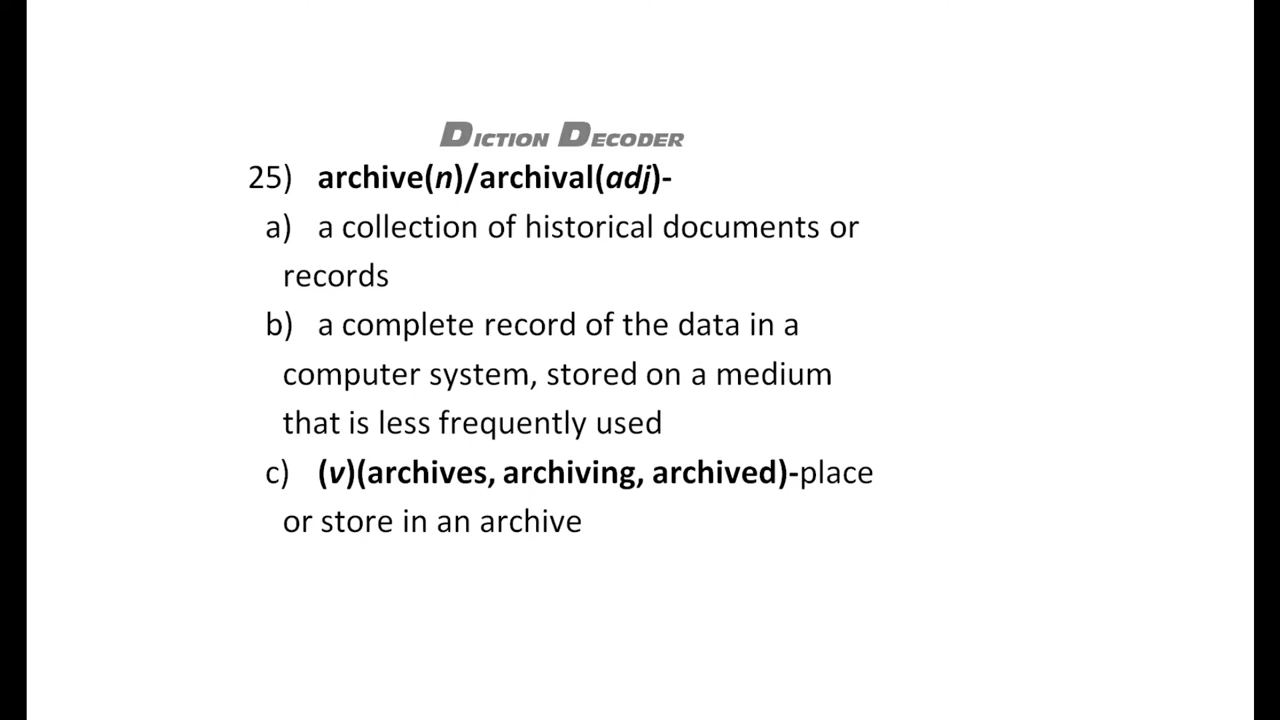 DICTION DECODER
25) archive(n)/archival(adj)-
a) a collection of historical documents or
records
b) a complete record of the data in a
computer system, stored on a medium
that is less frequently used
c) (v)(archives, archiving, archived)-place
or store in an archive